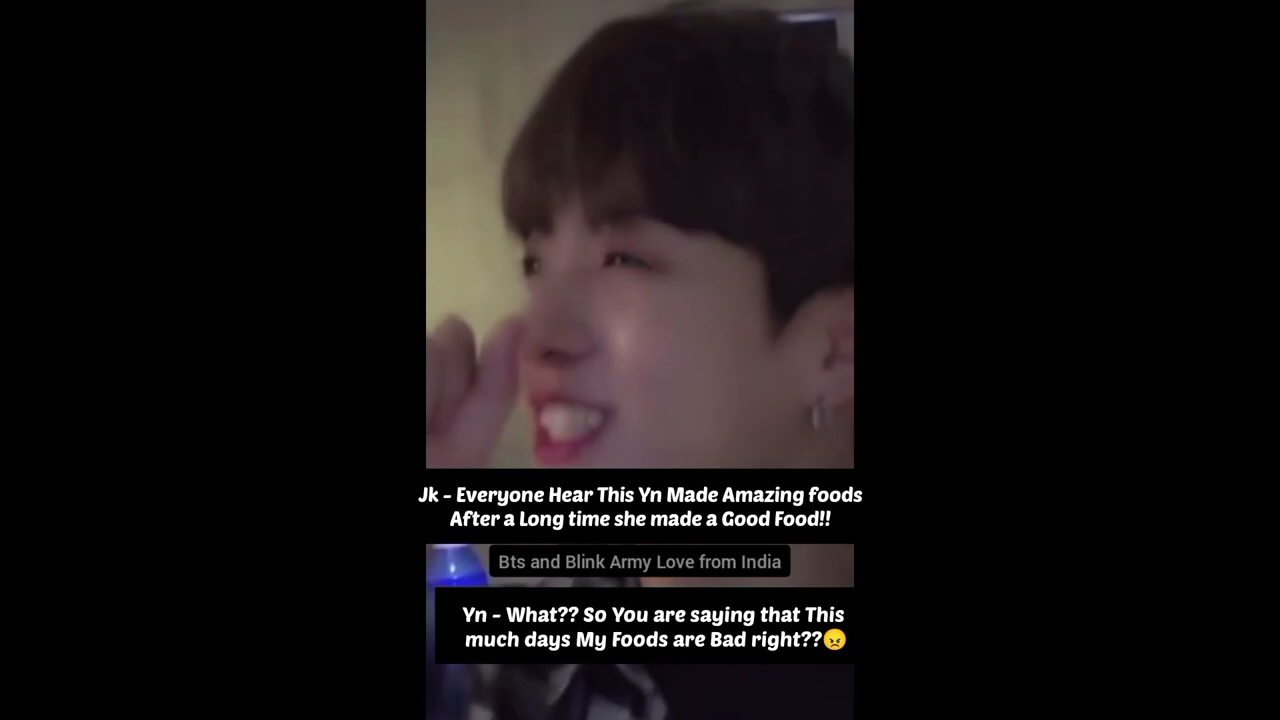 Jk - Everyone Hear This Yn Made Amazing foods
After a Long time she made a Good Food!!
Bts and Blink Army Love from India
Yn - What?? So You are saying that This
much days My Foods are Bad right??😠